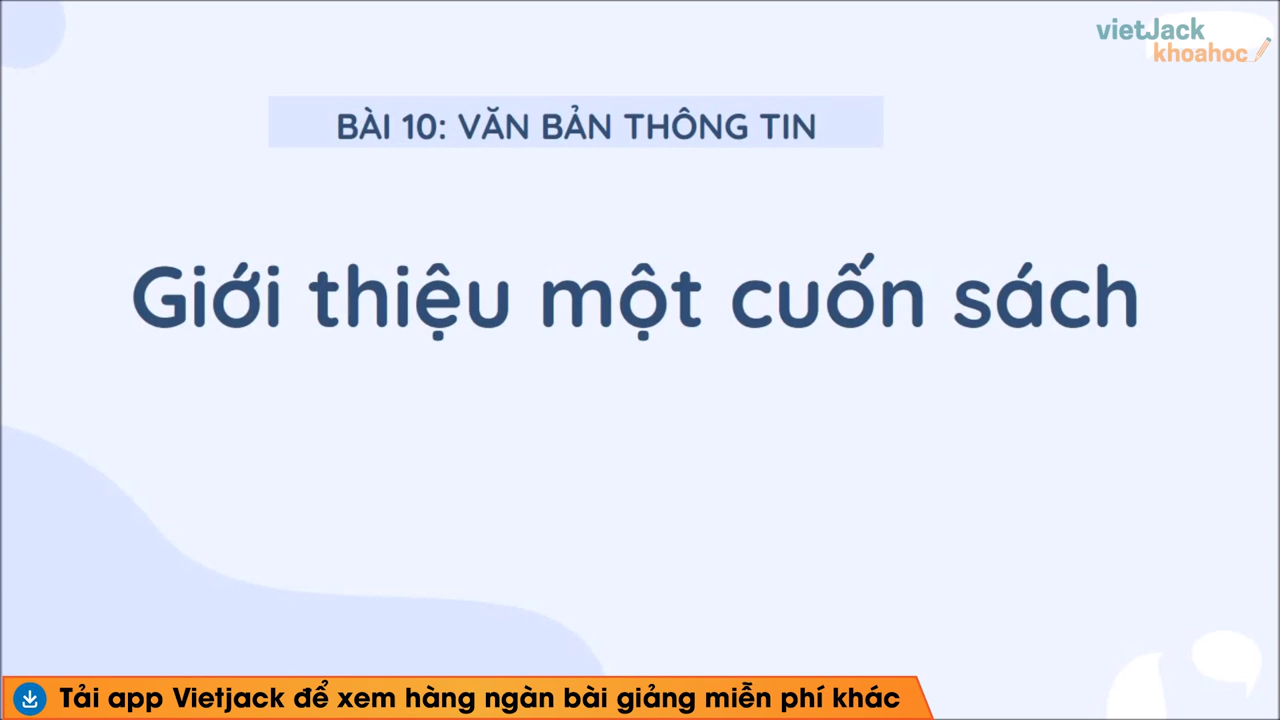 vietJack
khoahoc
BÀI 10: VĂN BẢN THÔNG TIN
Giới thiệu một cuốn sách
Tải app Vietjack để xem hàng ngàn bài giảng miễn phí khác